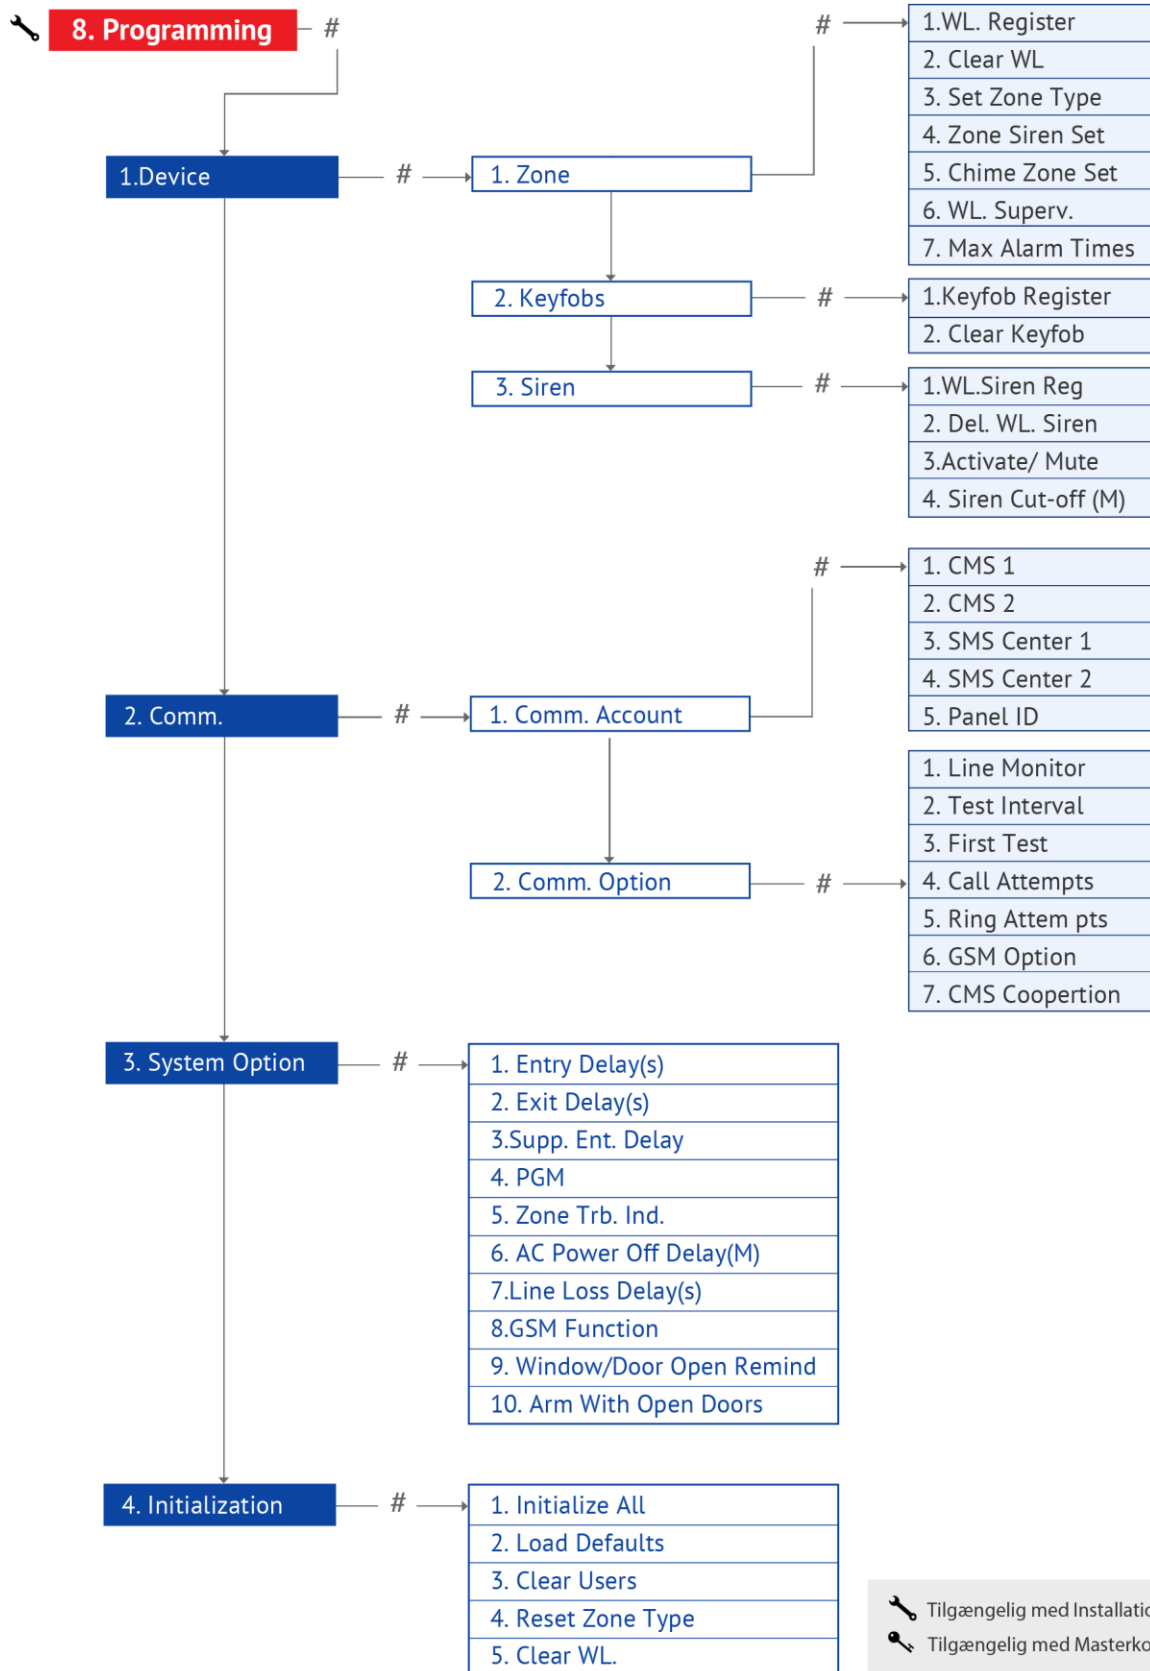 8. Programming #
1.Device # 1. Zone #
1.WL. Register
2. Clear WL
3. Set Zone Type
4. Zone Siren Set
5. Chime Zone Set
6. WL. Superv.
7. Max Alarm Times
2. Keyfobs #
1.Keyfob Register
2. Clear Keyfob
3. Siren #
1.WL.Siren Reg
2. Del. WL. Siren
3.Activate/ Mute
4. Siren Cut-off (M)
2. Comm. # 1. Comm. Account #
1. CMS 1
2. CMS 2
3. SMS Center 1
4. SMS Center 2
5. Panel ID
2. Comm. Option #
1. Line Monitor
2. Test Interval
3. First Test
4. Call Attempts
5. Ring Attem pts
6. GSM Option
7. CMS Coopertion
3. System Option #
1. Entry Delay(s)
2. Exit Delay(s)
3.Supp. Ent. Delay
4. PGM
5. Zone Trb. Ind.
6. AC Power Off Delay(M)
7.Line Loss Delay(s)
8.GSM Function
9. Window/Door Open Remind
10. Arm With Open Doors
4. Initialization #
1. Initialize All
2. Load Defaults
3. Clear Users
4. Reset Zone Type
5. Clear WL.
Tilgængelig med Installatio
Tilgængelig med Masterko